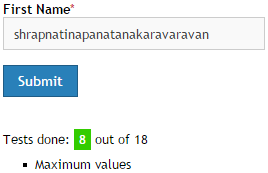 First Name*
shrapnatinapanatanakaravaravan
Submit
Tests done: 8 out of 18
Maximum values